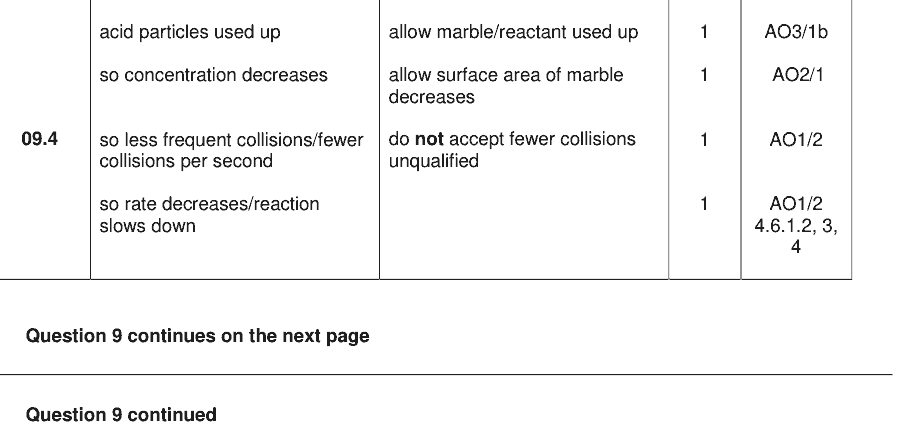 acid particles used up allow marble/reactant used up 1 AO3/1b
so concentration decreases allow surface area of marble 1 AO2/1
decreases
09.4 so less frequent collisions/fewer do not accept fewer collisions 1 AO1/2
collisions per second unqualified
so rate decreases/reaction 1 AO1/2
slows down 4.6.1.2, 3,
4
Question 9 continues on the next page
Question 9 continued